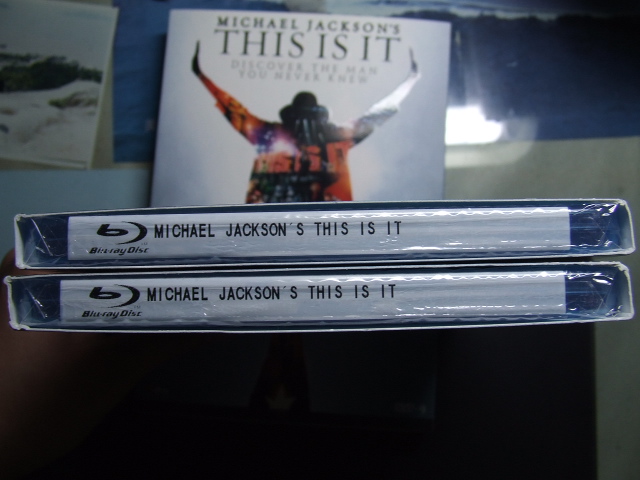 MICHAEL JACKSON'S
THIS IS IT
DISCOVER THE MAN
YOU NEVER KNEW
Blu-ray Disc
MICHAEL JACKSON'S THIS IS IT
Blu-ray Disc
MICHAEL JACKSON'S THIS IS IT